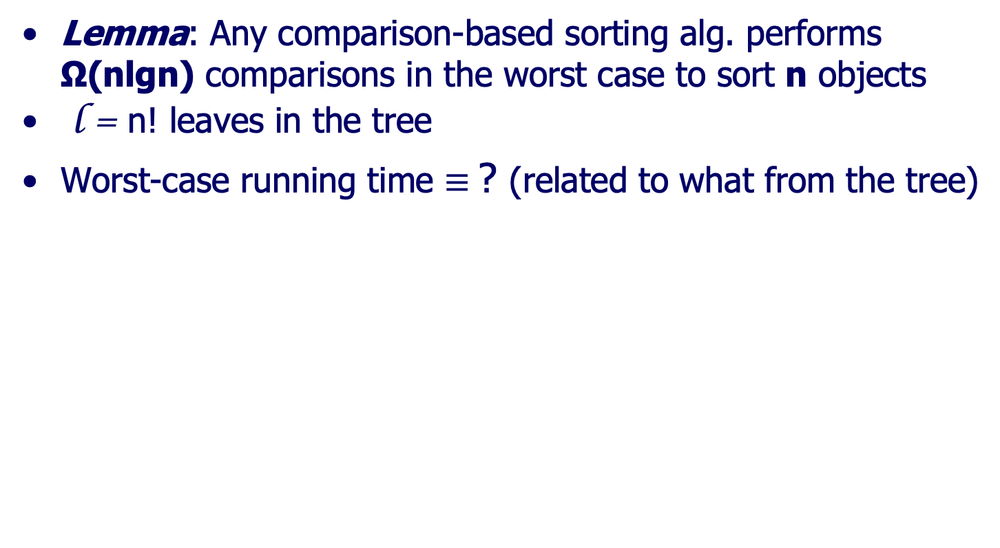 • Lemma: Any comparison-based sorting alg. performs
Ω(nlgn) comparisons in the worst case to sort n objects
• l = n! leaves in the tree
• Worst-case running time ≡ ? (related to what from the tree)